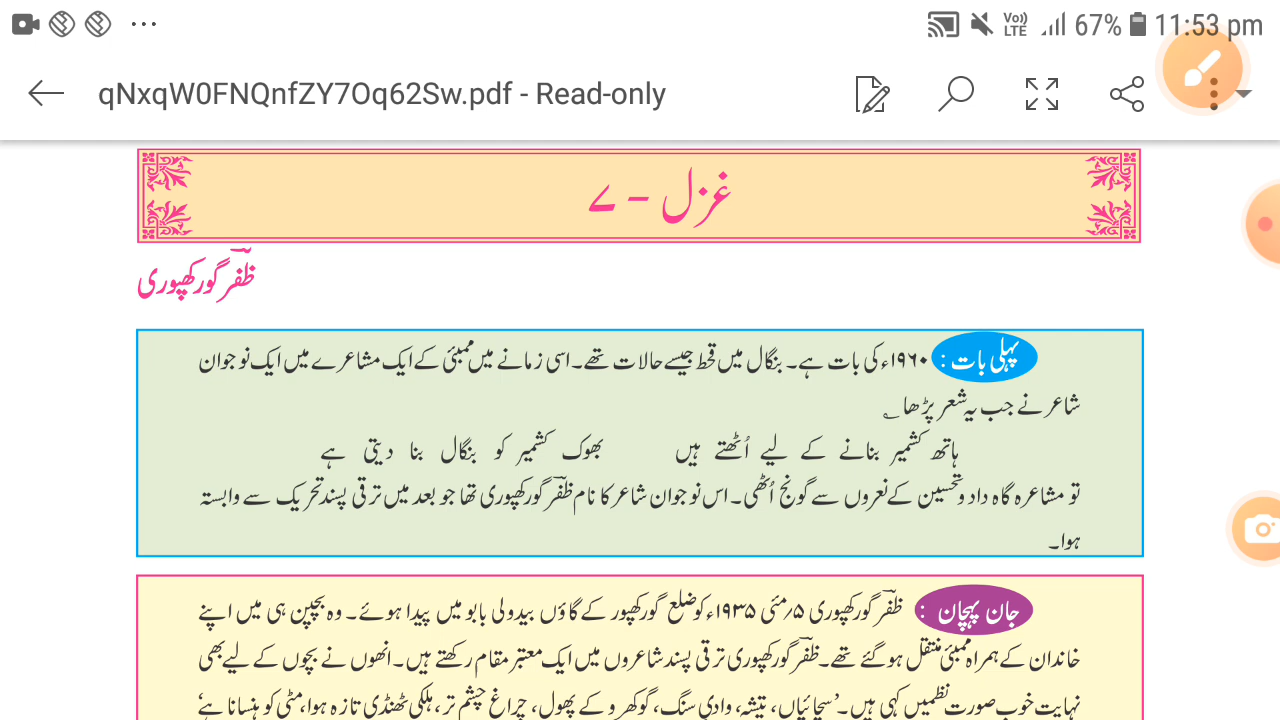 67% 11:53 pm
VoLTE
qNxqW0FNQnfZY7Oq62Sw.pdf - Read-only
غزل - ۷
ظفرؔ گورکھپوری
پہلی بات : ۱۹۶۰ء کی بات ہے۔ بنگال میں قحط جیسے حالات تھے۔ اسی زمانے میں ممبئی کے ایک مشاعرے میں ایک نوجوان
شاعر نے جب یہ شعر پڑھا ؎
ہاتھ کشمیر بنانے کے لیے اُٹھتے ہیں بھوک کشمیر کو بنگال بنا دیتی ہے
تو مشاعرہ گاہ داد و تحسین کے نعروں سے گونج اُٹھی۔ اس نوجوان شاعر کا نام ظفرؔ گورکھپوری تھا جو بعد میں ترقی پسند تحریک سے وابستہ
ہوا۔
جان پہچان : ظفرؔ گورکھپوری ۵؍مئی ۱۹۳۵ء کو ضلع گورکھپور کے گاؤں بیدولی بابو میں پیدا ہوئے۔ وہ بچپن ہی میں اپنے
خاندان کے ہمراہ ممبئی منتقل ہوگئے تھے۔ ظفرؔ گورکھپوری ترقی پسند شاعروں میں ایک معتبر مقام رکھتے ہیں۔ انھوں نے بچوں کے لیے بھی
نہایت خوب صورت نظمیں کہی ہیں۔ ’سچائیاں، تیشہ، وادیِ سنگ، گوکھرو کے پھول، چراغِ چشمِ تر، ہلکی ٹھنڈی تازہ ہوا، مٹی کو ہنسانا ہے‘